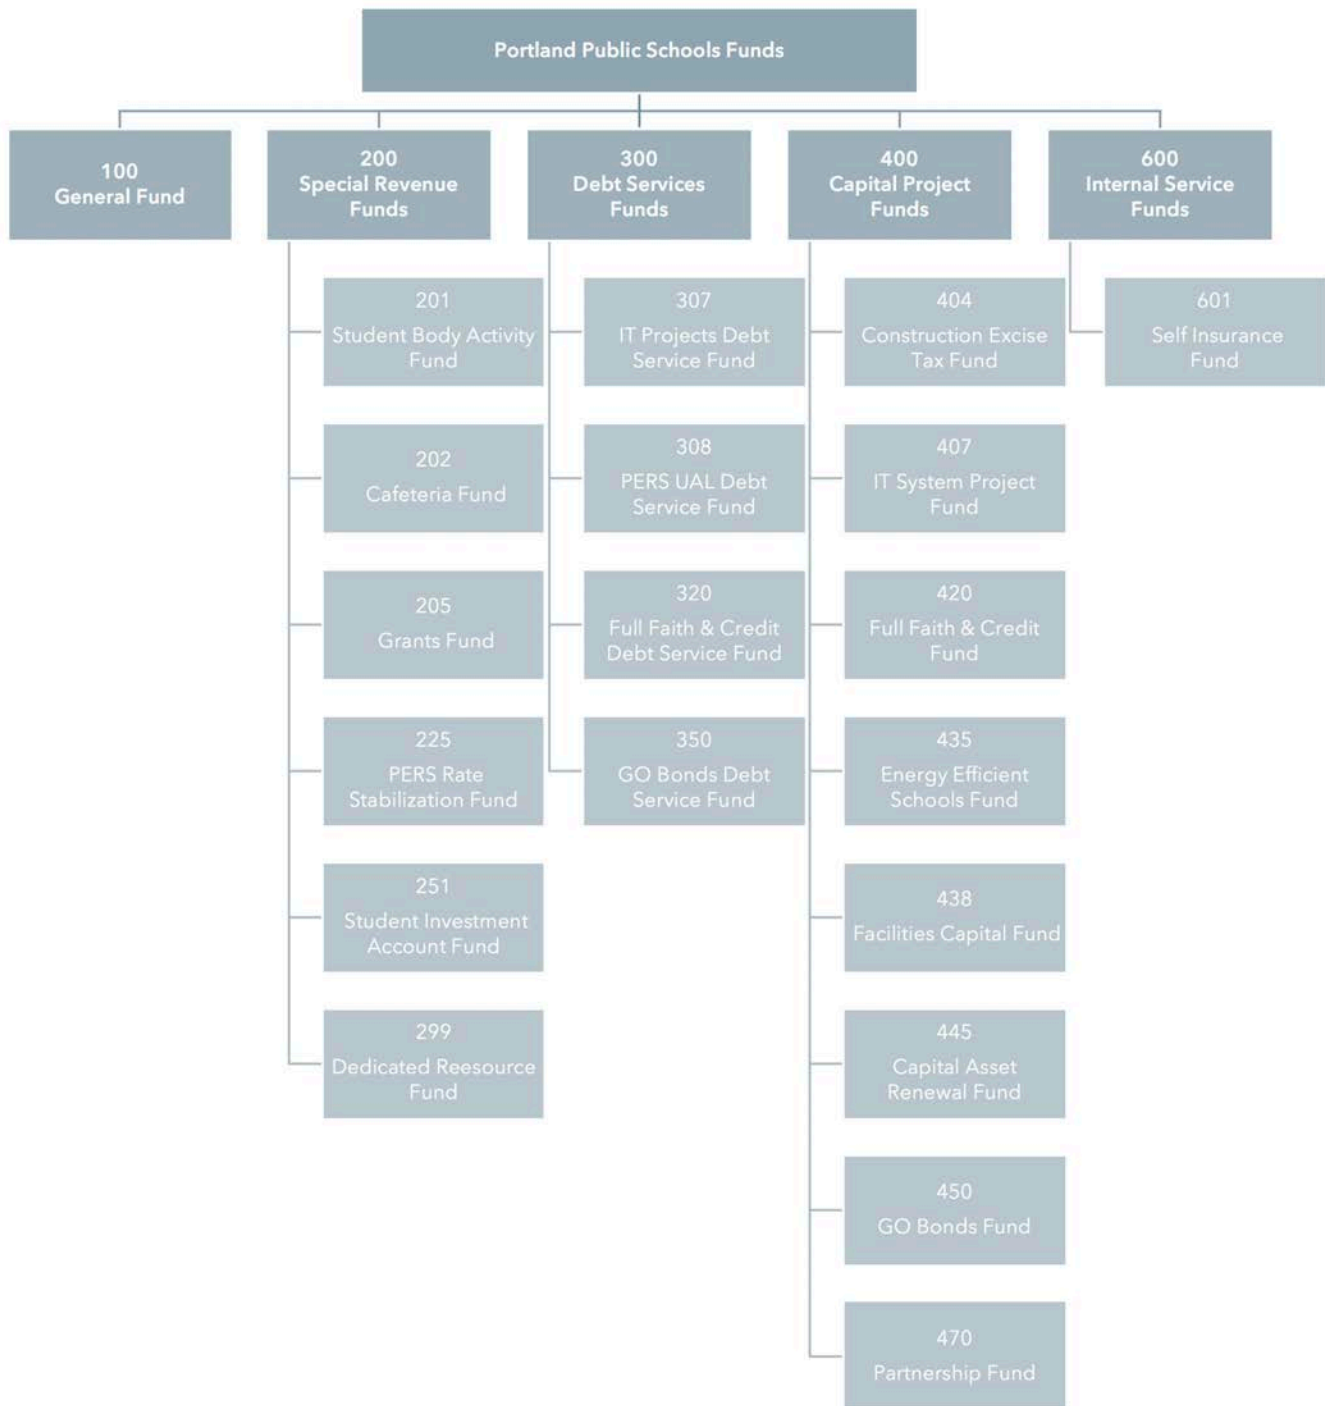 Portland Public Schools Funds
100
General Fund
200
Special Revenue
Funds
300
Debt Services
Funds
400
Capital Project
Funds
600
Internal Service
Funds
201
Student Body Activity
Fund
202
Cafeteria Fund
205
Grants Fund
225
PERS Rate
Stabilization Fund
251
Student Investment
Account Fund
299
Dedicated Reesource
Fund
307
IT Projects Debt
Service Fund
308
PERS UAL Debt
Service Fund
320
Full Faith & Credit
Debt Service Fund
350
GO Bonds Debt
Service Fund
404
Construction Excise
Tax Fund
407
IT System Project
Fund
420
Full Faith & Credit
Fund
435
Energy Efficient
Schools Fund
438
Facilities Capital Fund
445
Capital Asset
Renewal Fund
450
GO Bonds Fund
470
Partnership Fund
601
Self Insurance
Fund